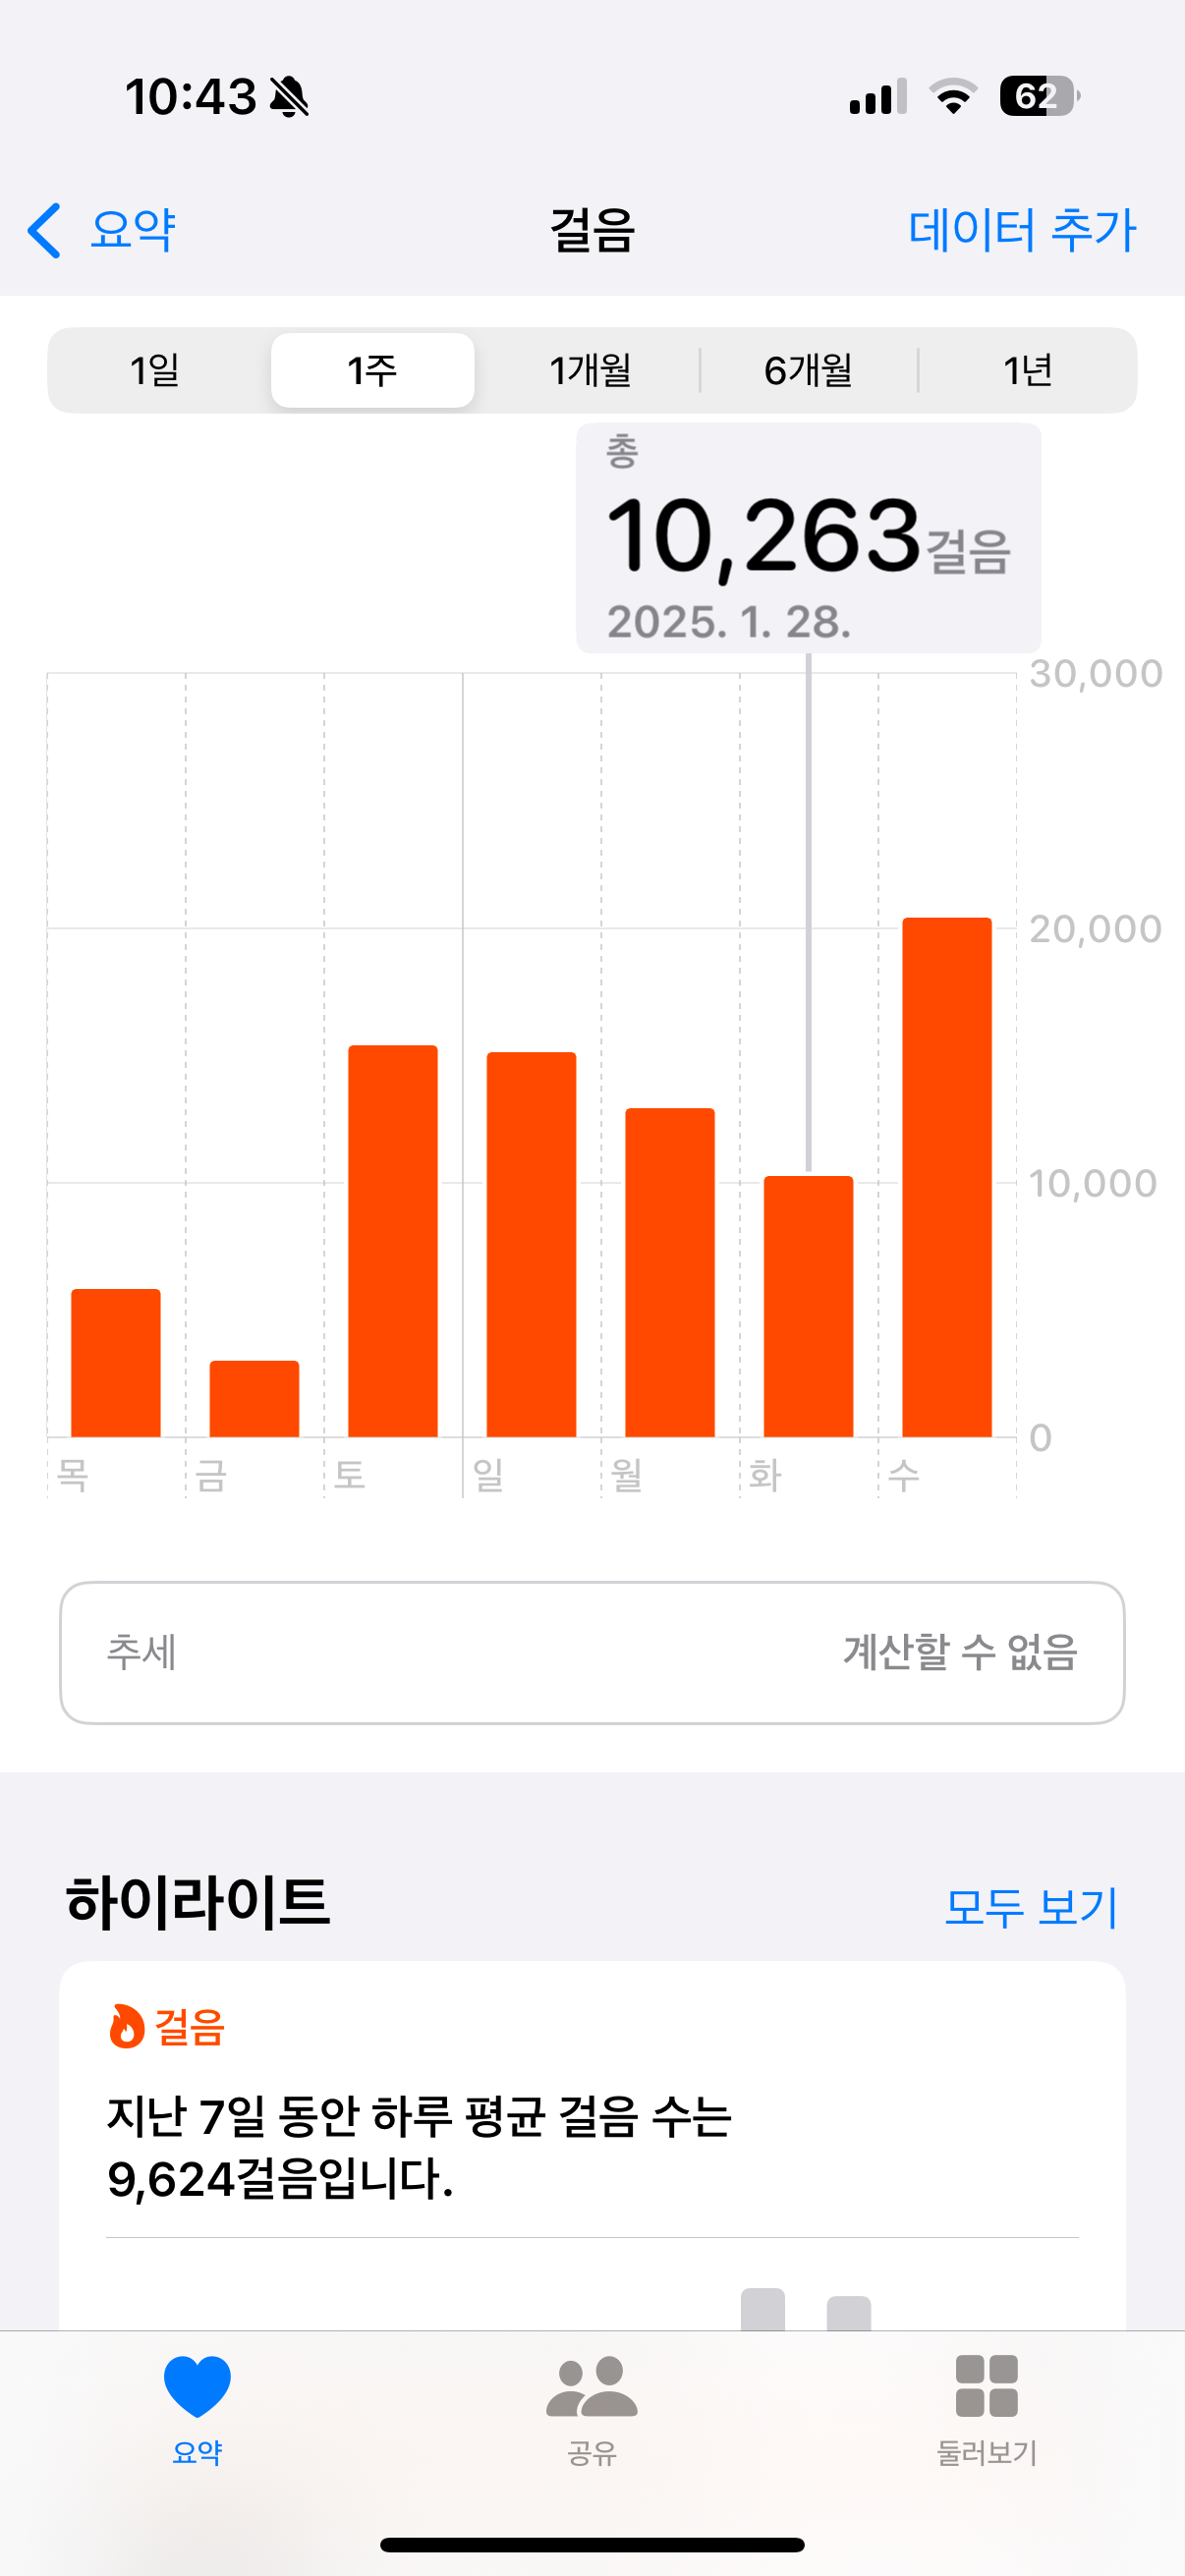 10:43
62
요약
걸음
데이터 추가
1일 1주 1개월 6개월 1년
총
10,263걸음
2025. 1. 28.
30,000
20,000
10,000
0
목 금 토 일 월 화 수
추세 계산할 수 없음
하이라이트 모두 보기
걸음
지난 7일 동안 하루 평균 걸음 수는
9,624걸음입니다.
요약 공유 둘러보기